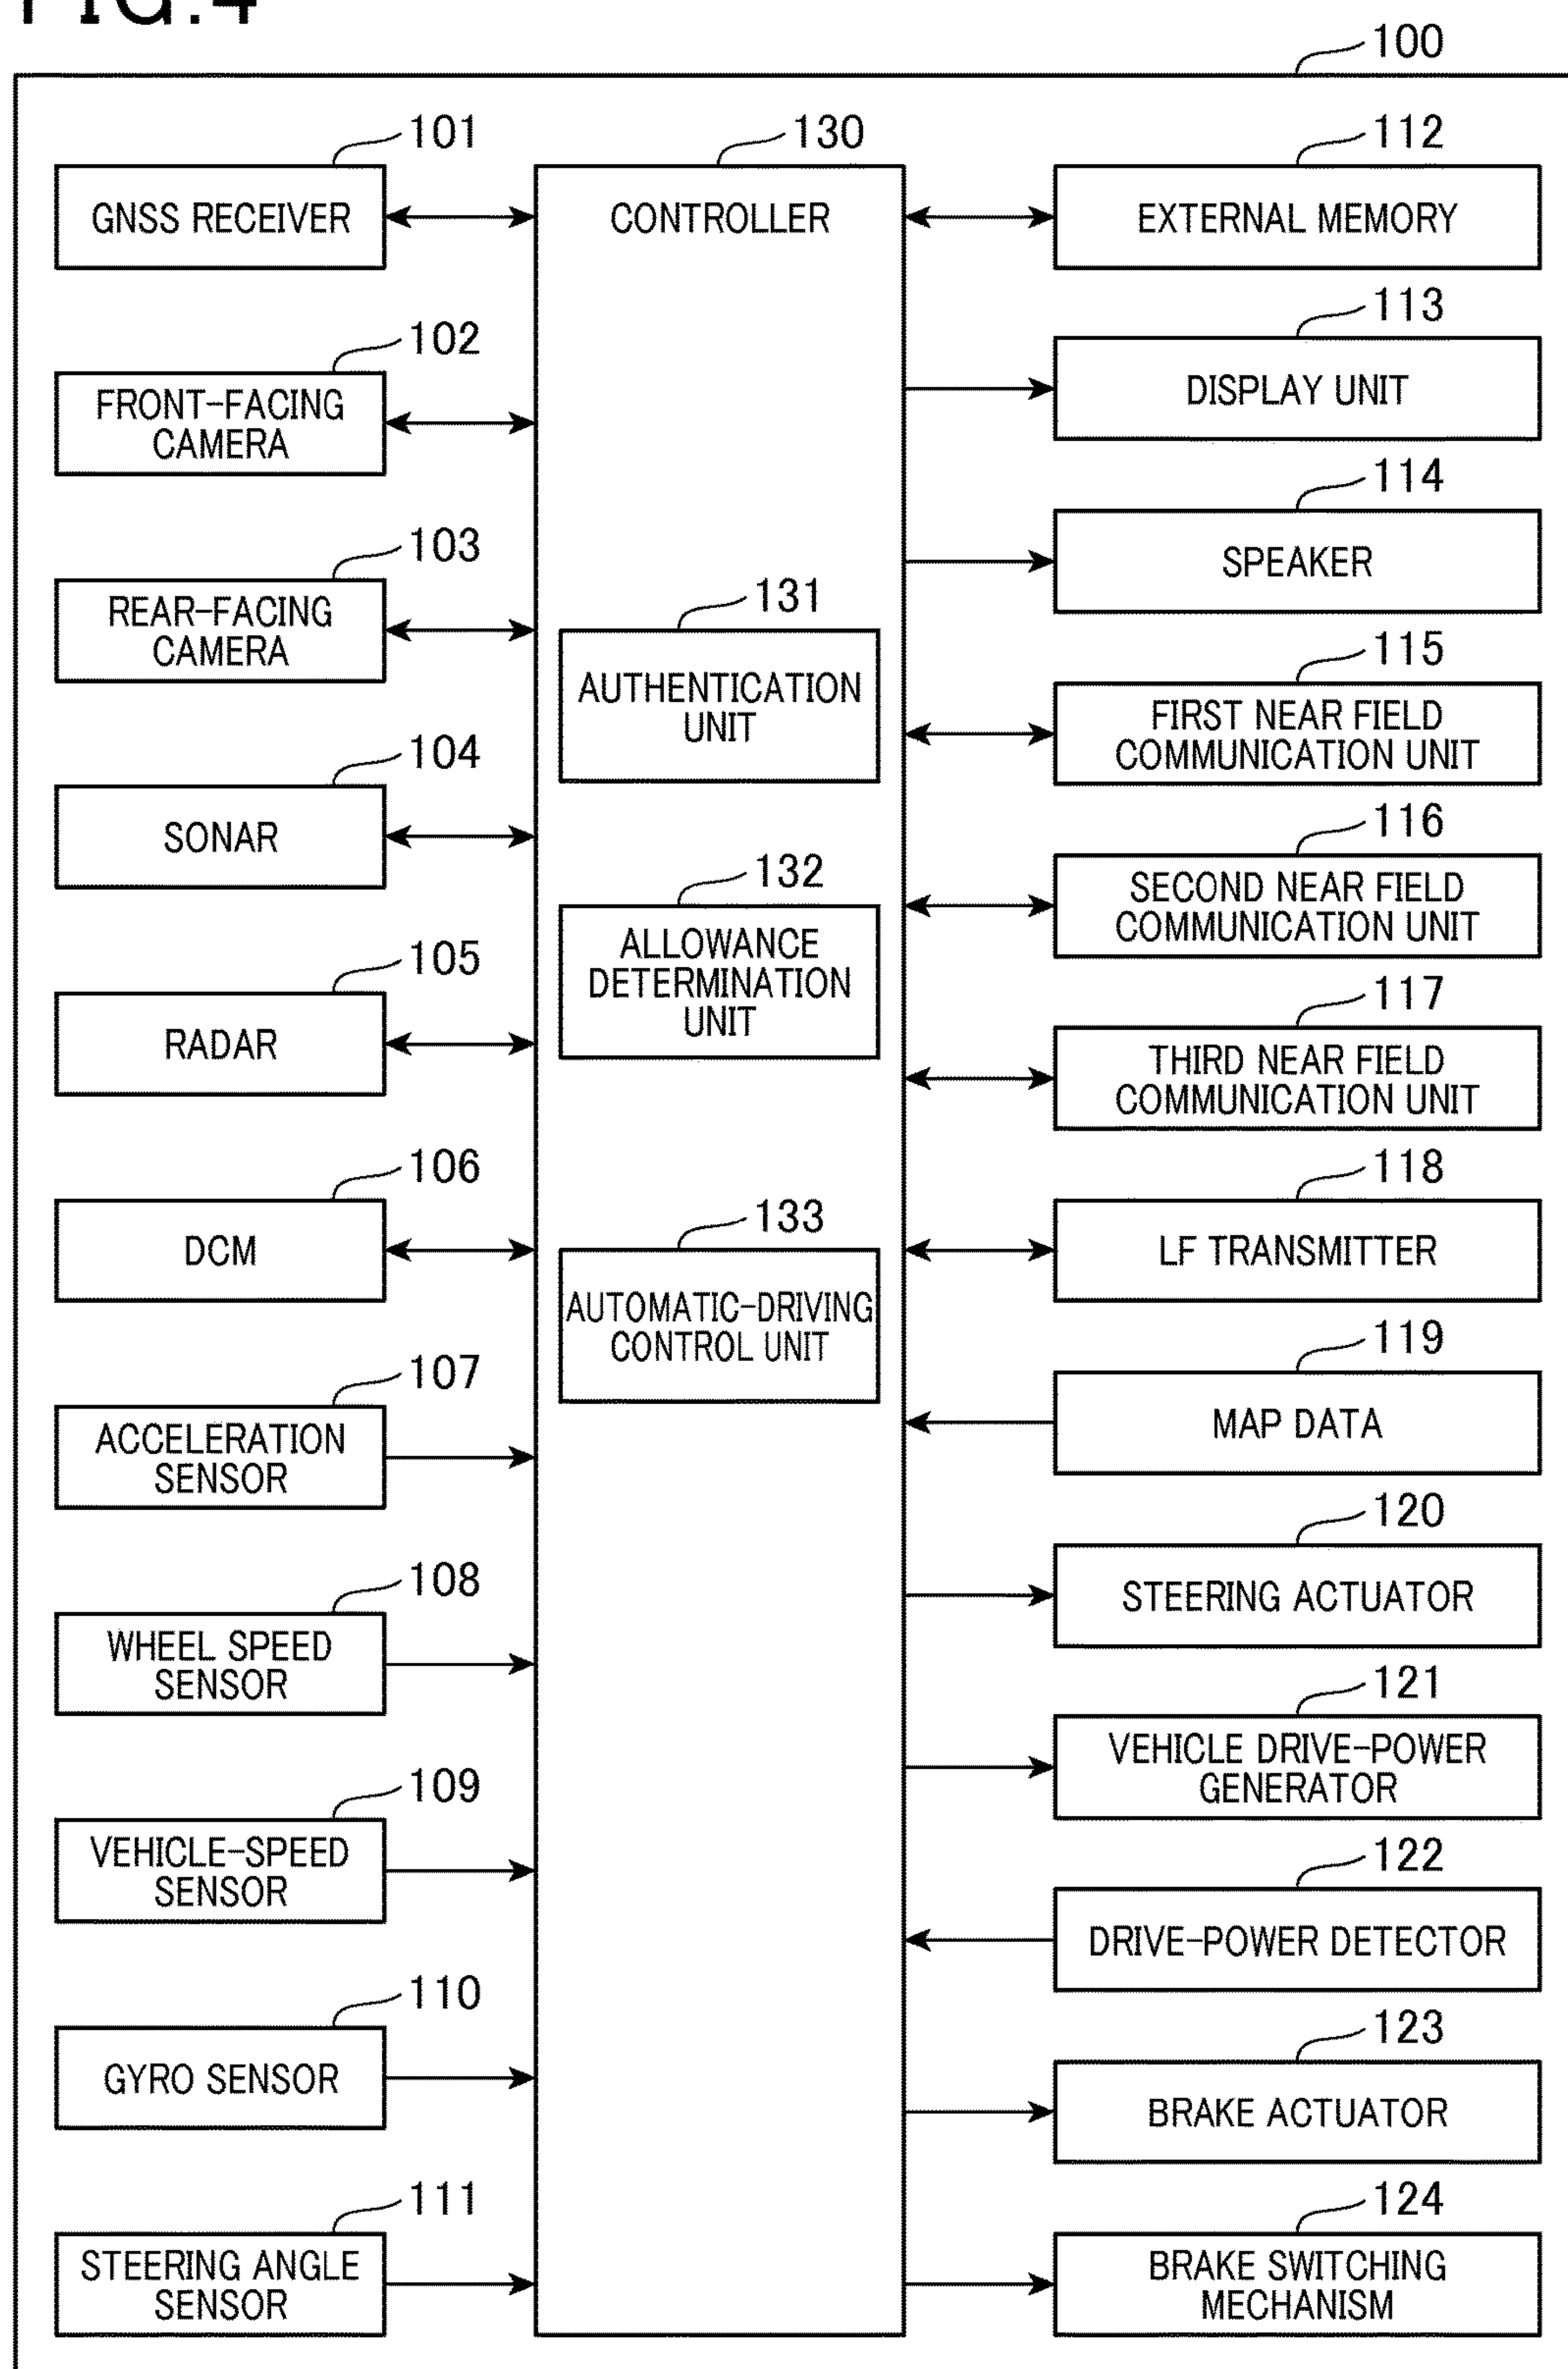 FIG.4
100
101
GNSS RECEIVER
102
FRONT-FACING
CAMERA
103
REAR-FACING
CAMERA
104
SONAR
105
RADAR
106
DCM
107
ACCELERATION
SENSOR
108
WHEEL SPEED
SENSOR
109
VEHICLE-SPEED
SENSOR
110
GYRO SENSOR
111
STEERING ANGLE
SENSOR
130
CONTROLLER
131
AUTHENTICATION
UNIT
132
ALLOWANCE
DETERMINATION
UNIT
133
AUTOMATIC-DRIVING
CONTROL UNIT
112
EXTERNAL MEMORY
113
DISPLAY UNIT
114
SPEAKER
115
FIRST NEAR FIELD
COMMUNICATION UNIT
116
SECOND NEAR FIELD
COMMUNICATION UNIT
117
THIRD NEAR FIELD
COMMUNICATION UNIT
118
LF TRANSMITTER
119
MAP DATA
120
STEERING ACTUATOR
121
VEHICLE DRIVE-POWER
GENERATOR
122
DRIVE-POWER DETECTOR
123
BRAKE ACTUATOR
124
BRAKE SWITCHING
MECHANISM